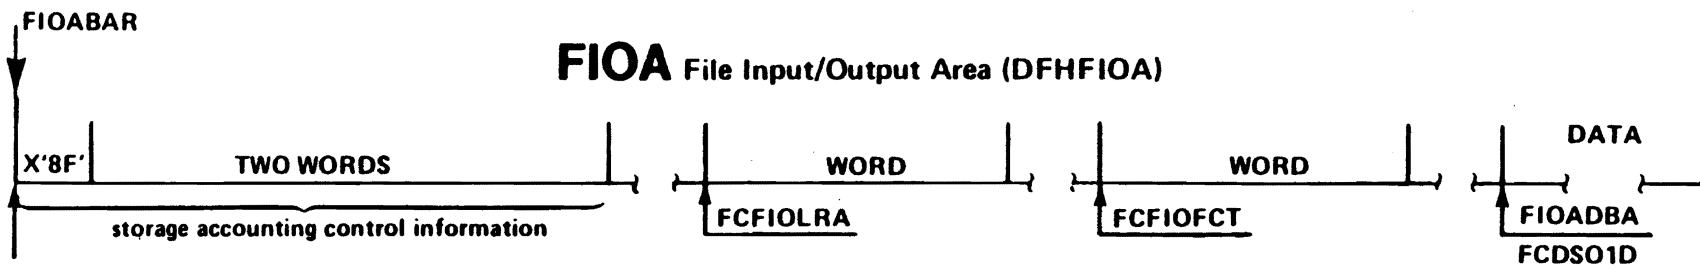 FIOABAR
FIOA File Input/Output Area (DFHFIOA)
X'8F' TWO WORDS WORD WORD DATA
storage accounting control information
FCFIOLRA FCFIOFCT FIOADBA
FCDSO1D